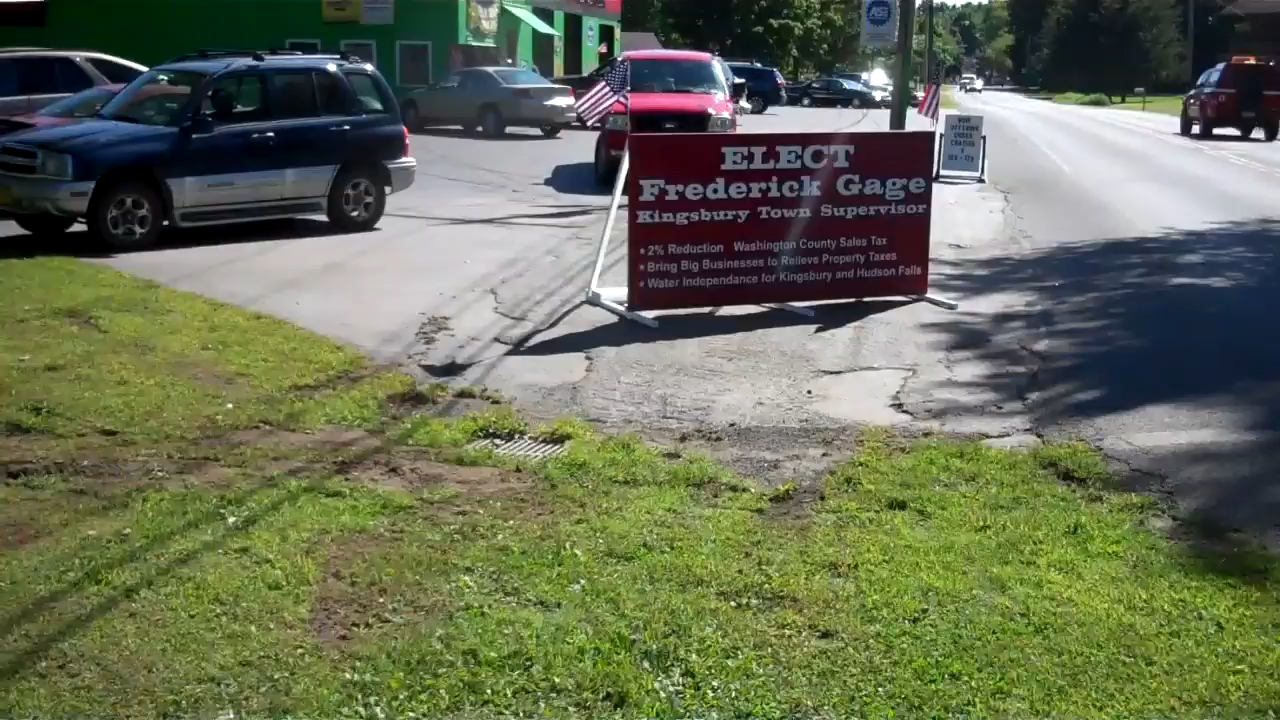 ELECT
Frederick Gage
Kingsbury Town Supervisor
• 2% Reduction Washington County Sales Tax
• Bring Big Businesses to Relieve Property Taxes
• Water Independance for Kingsbury and Hudson Falls
ASE